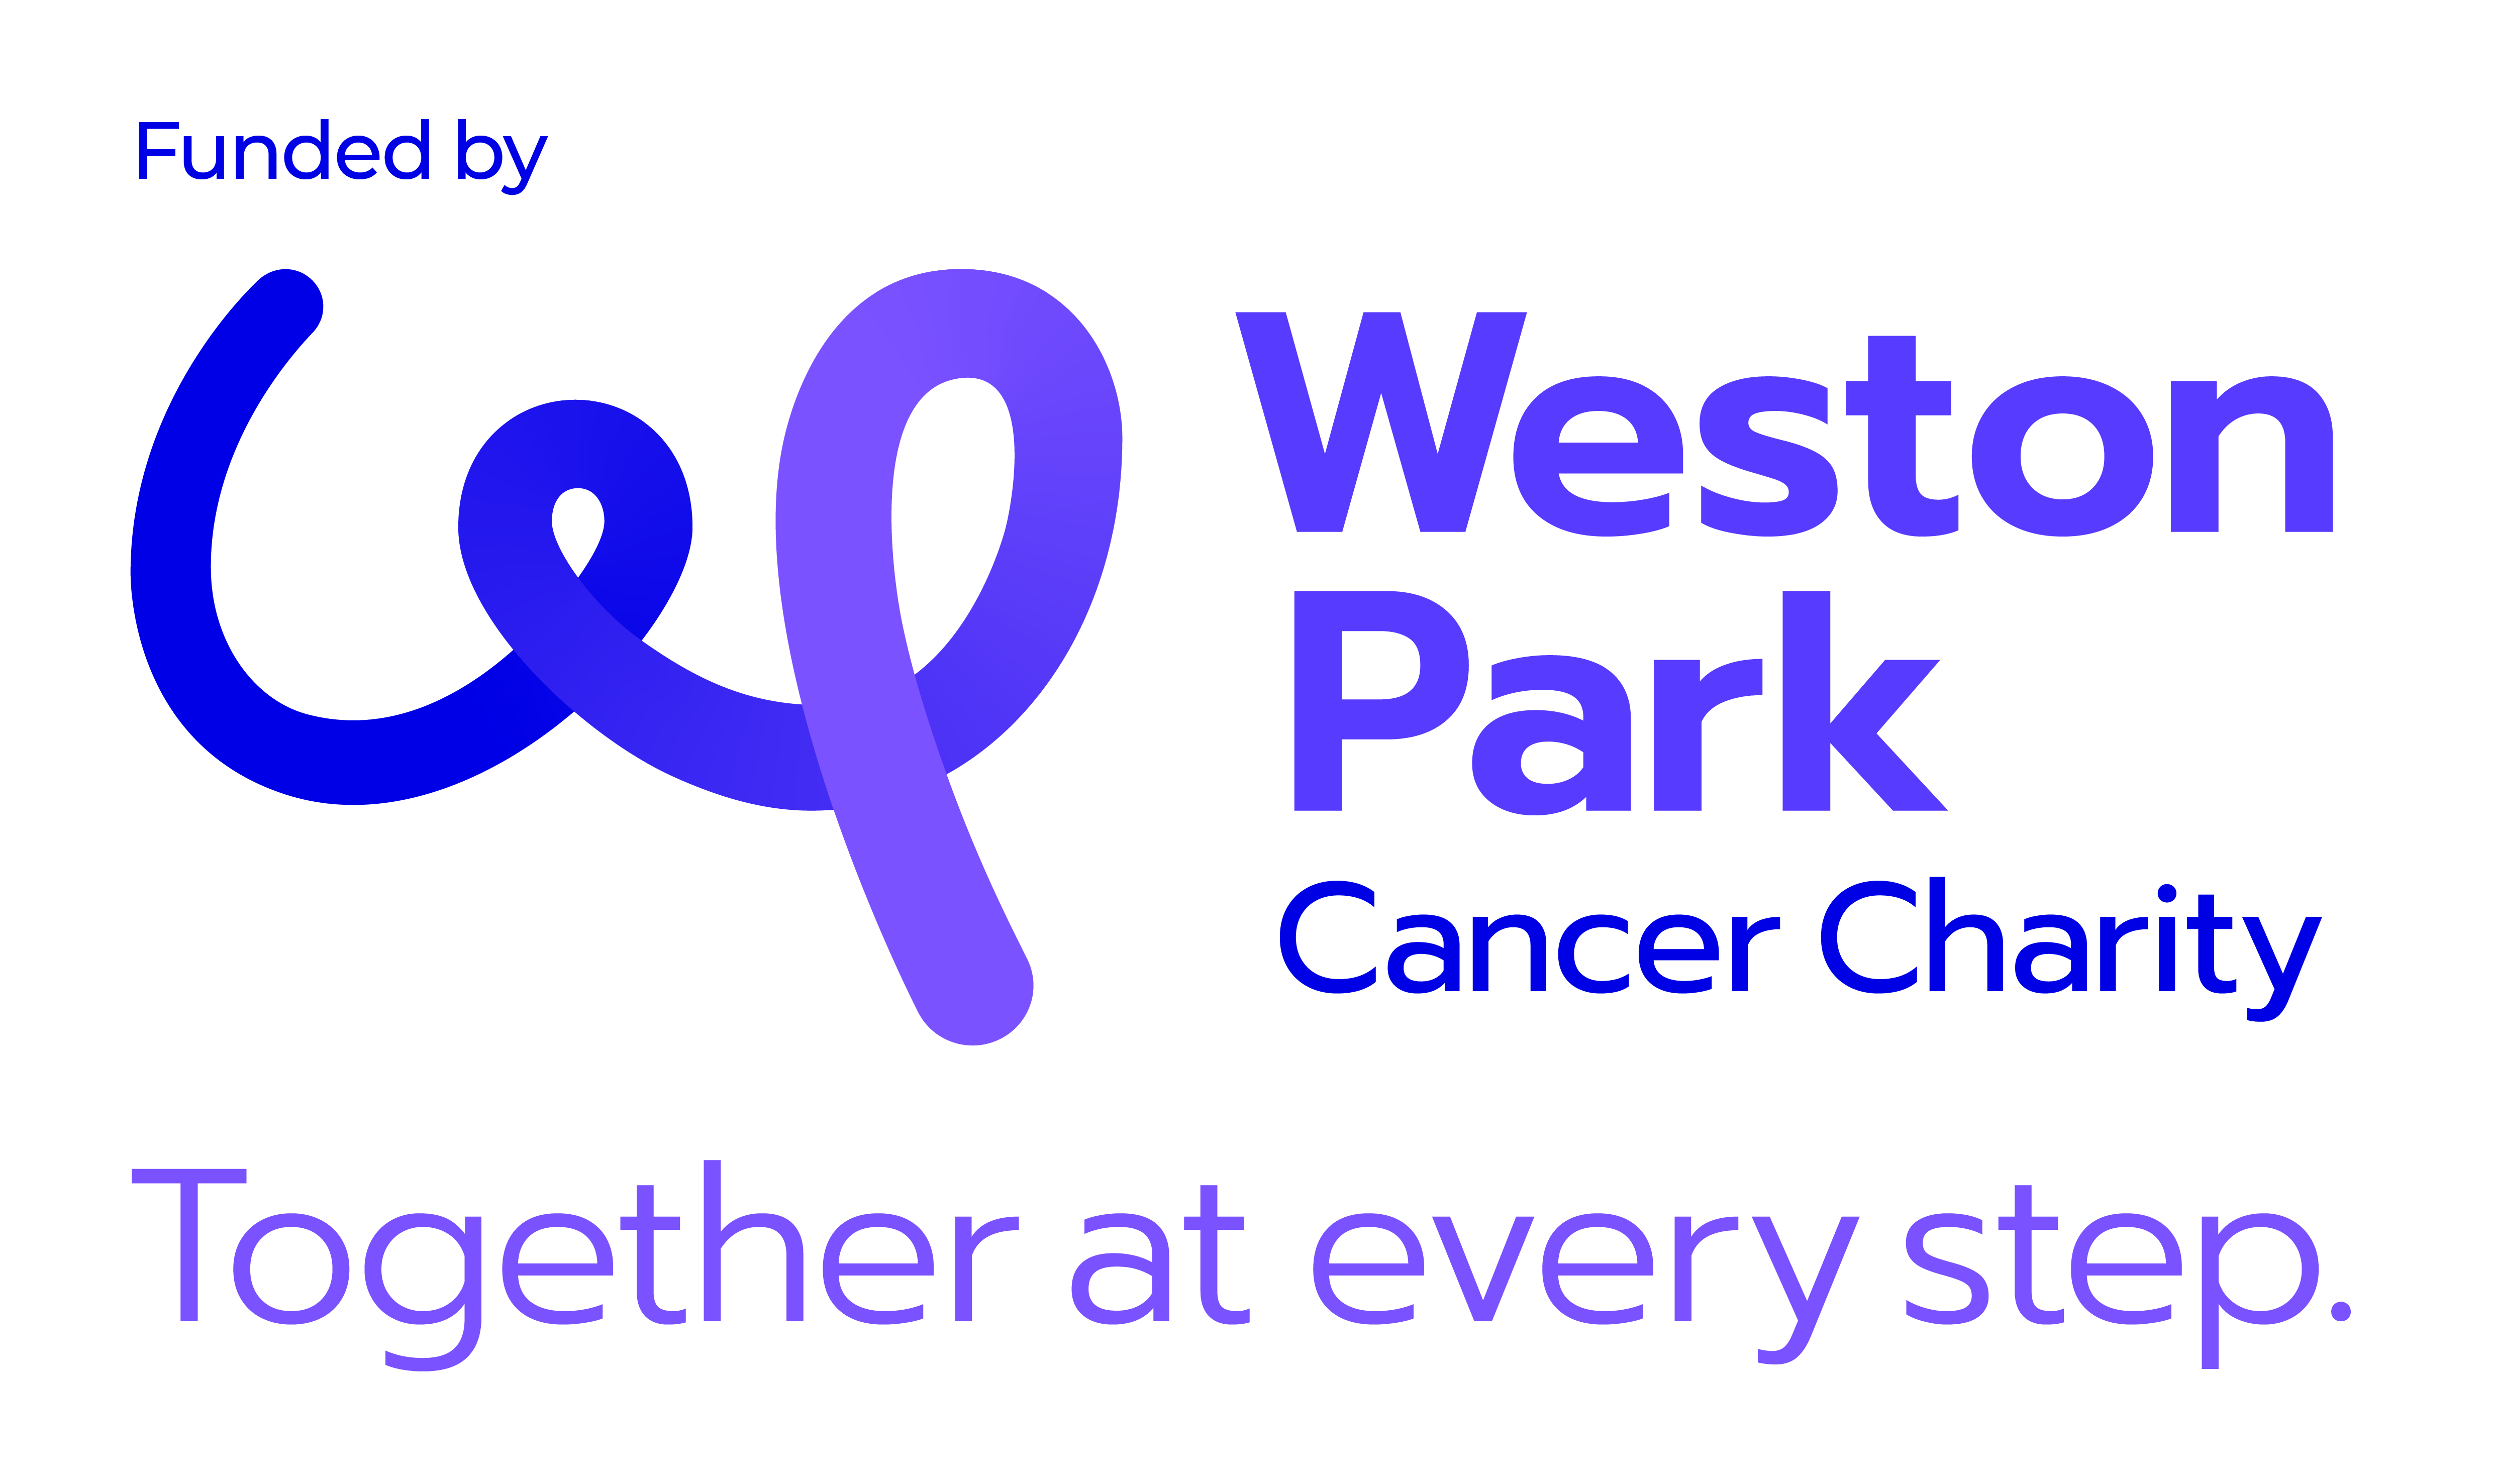 Funded by
Weston
Park
Cancer Charity
Together at every step.